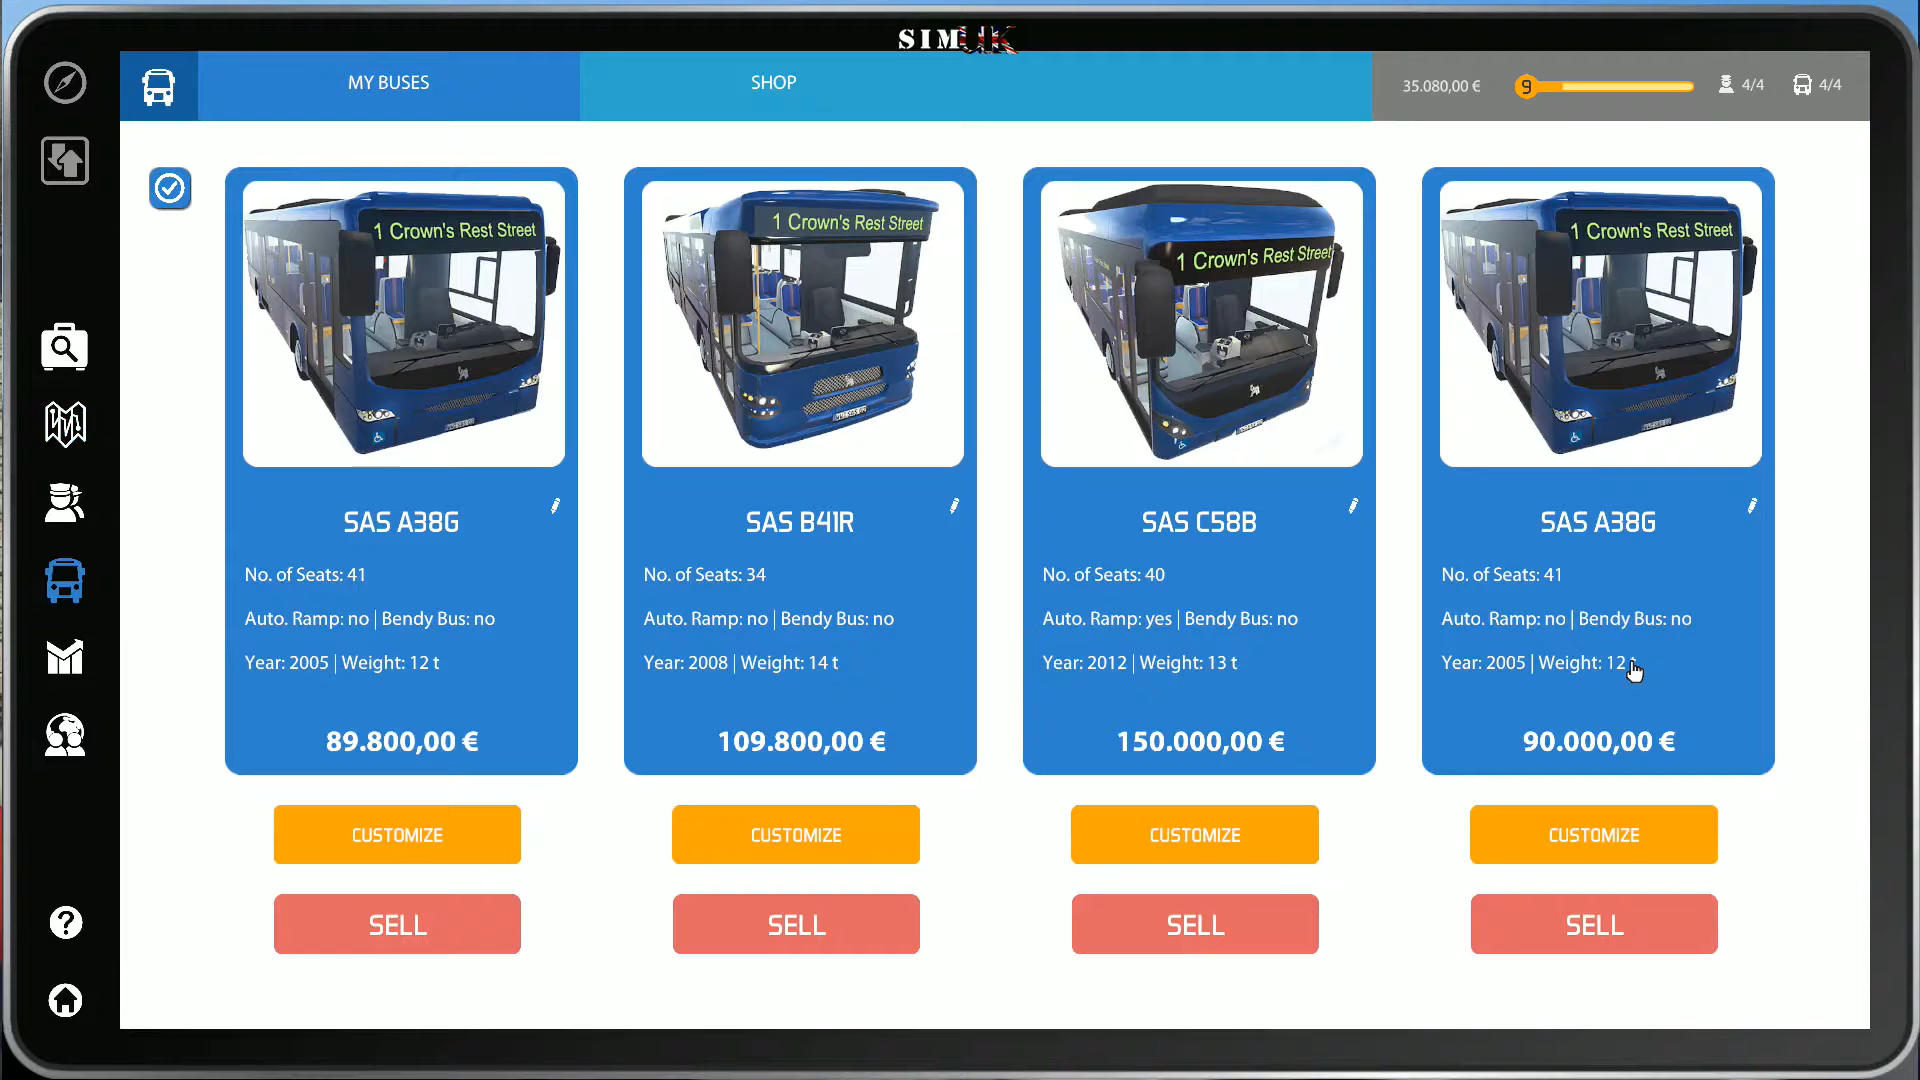 SIMUK
MY BUSES
SHOP
35.080,00 €
9
4/4
4/4
1 Crown's Rest Street
1 Crown's Rest Street
1 Crown's Rest Street
1 Crown's Rest Street
SAS A38G
No. of Seats: 41
Auto. Ramp: no | Bendy Bus: no
Year: 2005 | Weight: 12 t
89.800,00 €
CUSTOMIZE
SELL
SAS B41R
No. of Seats: 34
Auto. Ramp: no | Bendy Bus: no
Year: 2008 | Weight: 14 t
109.800,00 €
CUSTOMIZE
SELL
SAS C58B
No. of Seats: 40
Auto. Ramp: yes | Bendy Bus: no
Year: 2012 | Weight: 13 t
150.000,00 €
CUSTOMIZE
SELL
SAS A38G
No. of Seats: 41
Auto. Ramp: no | Bendy Bus: no
Year: 2005 | Weight: 12
90.000,00 €
CUSTOMIZE
SELL